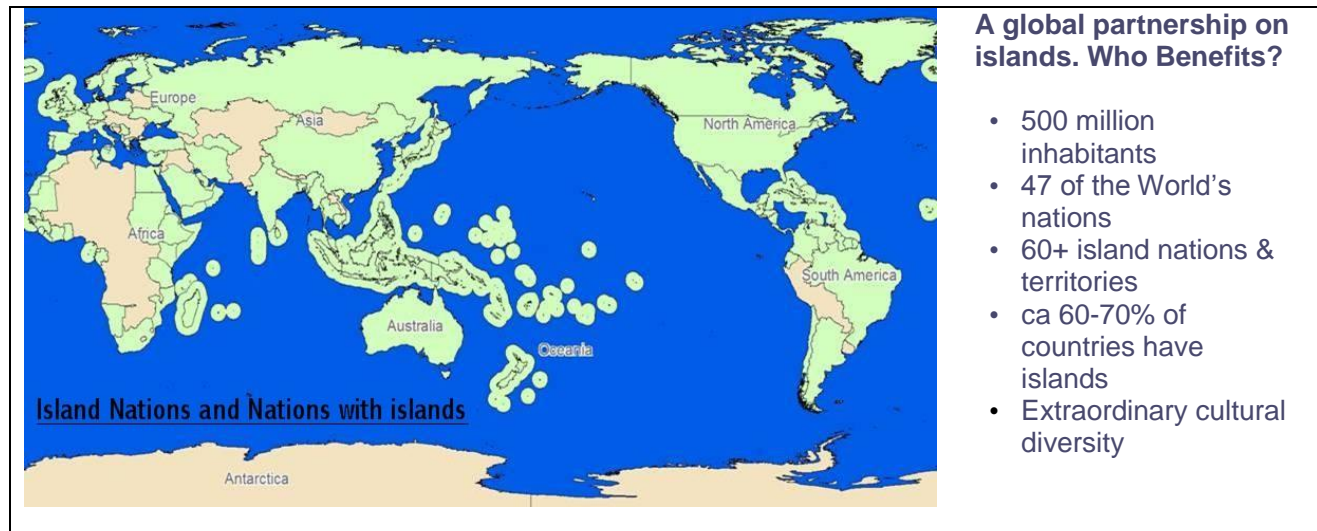 Europe
Asia
North America
Africa
South America
Australia
Oceania
Island Nations and Nations with islands
Antarctica
A global partnership on
islands. Who Benefits?
• 500 million
inhabitants
• 47 of the World's
nations
• 60+ island nations &
territories
• ca 60-70% of
countries have
islands
• Extraordinary cultural
diversity